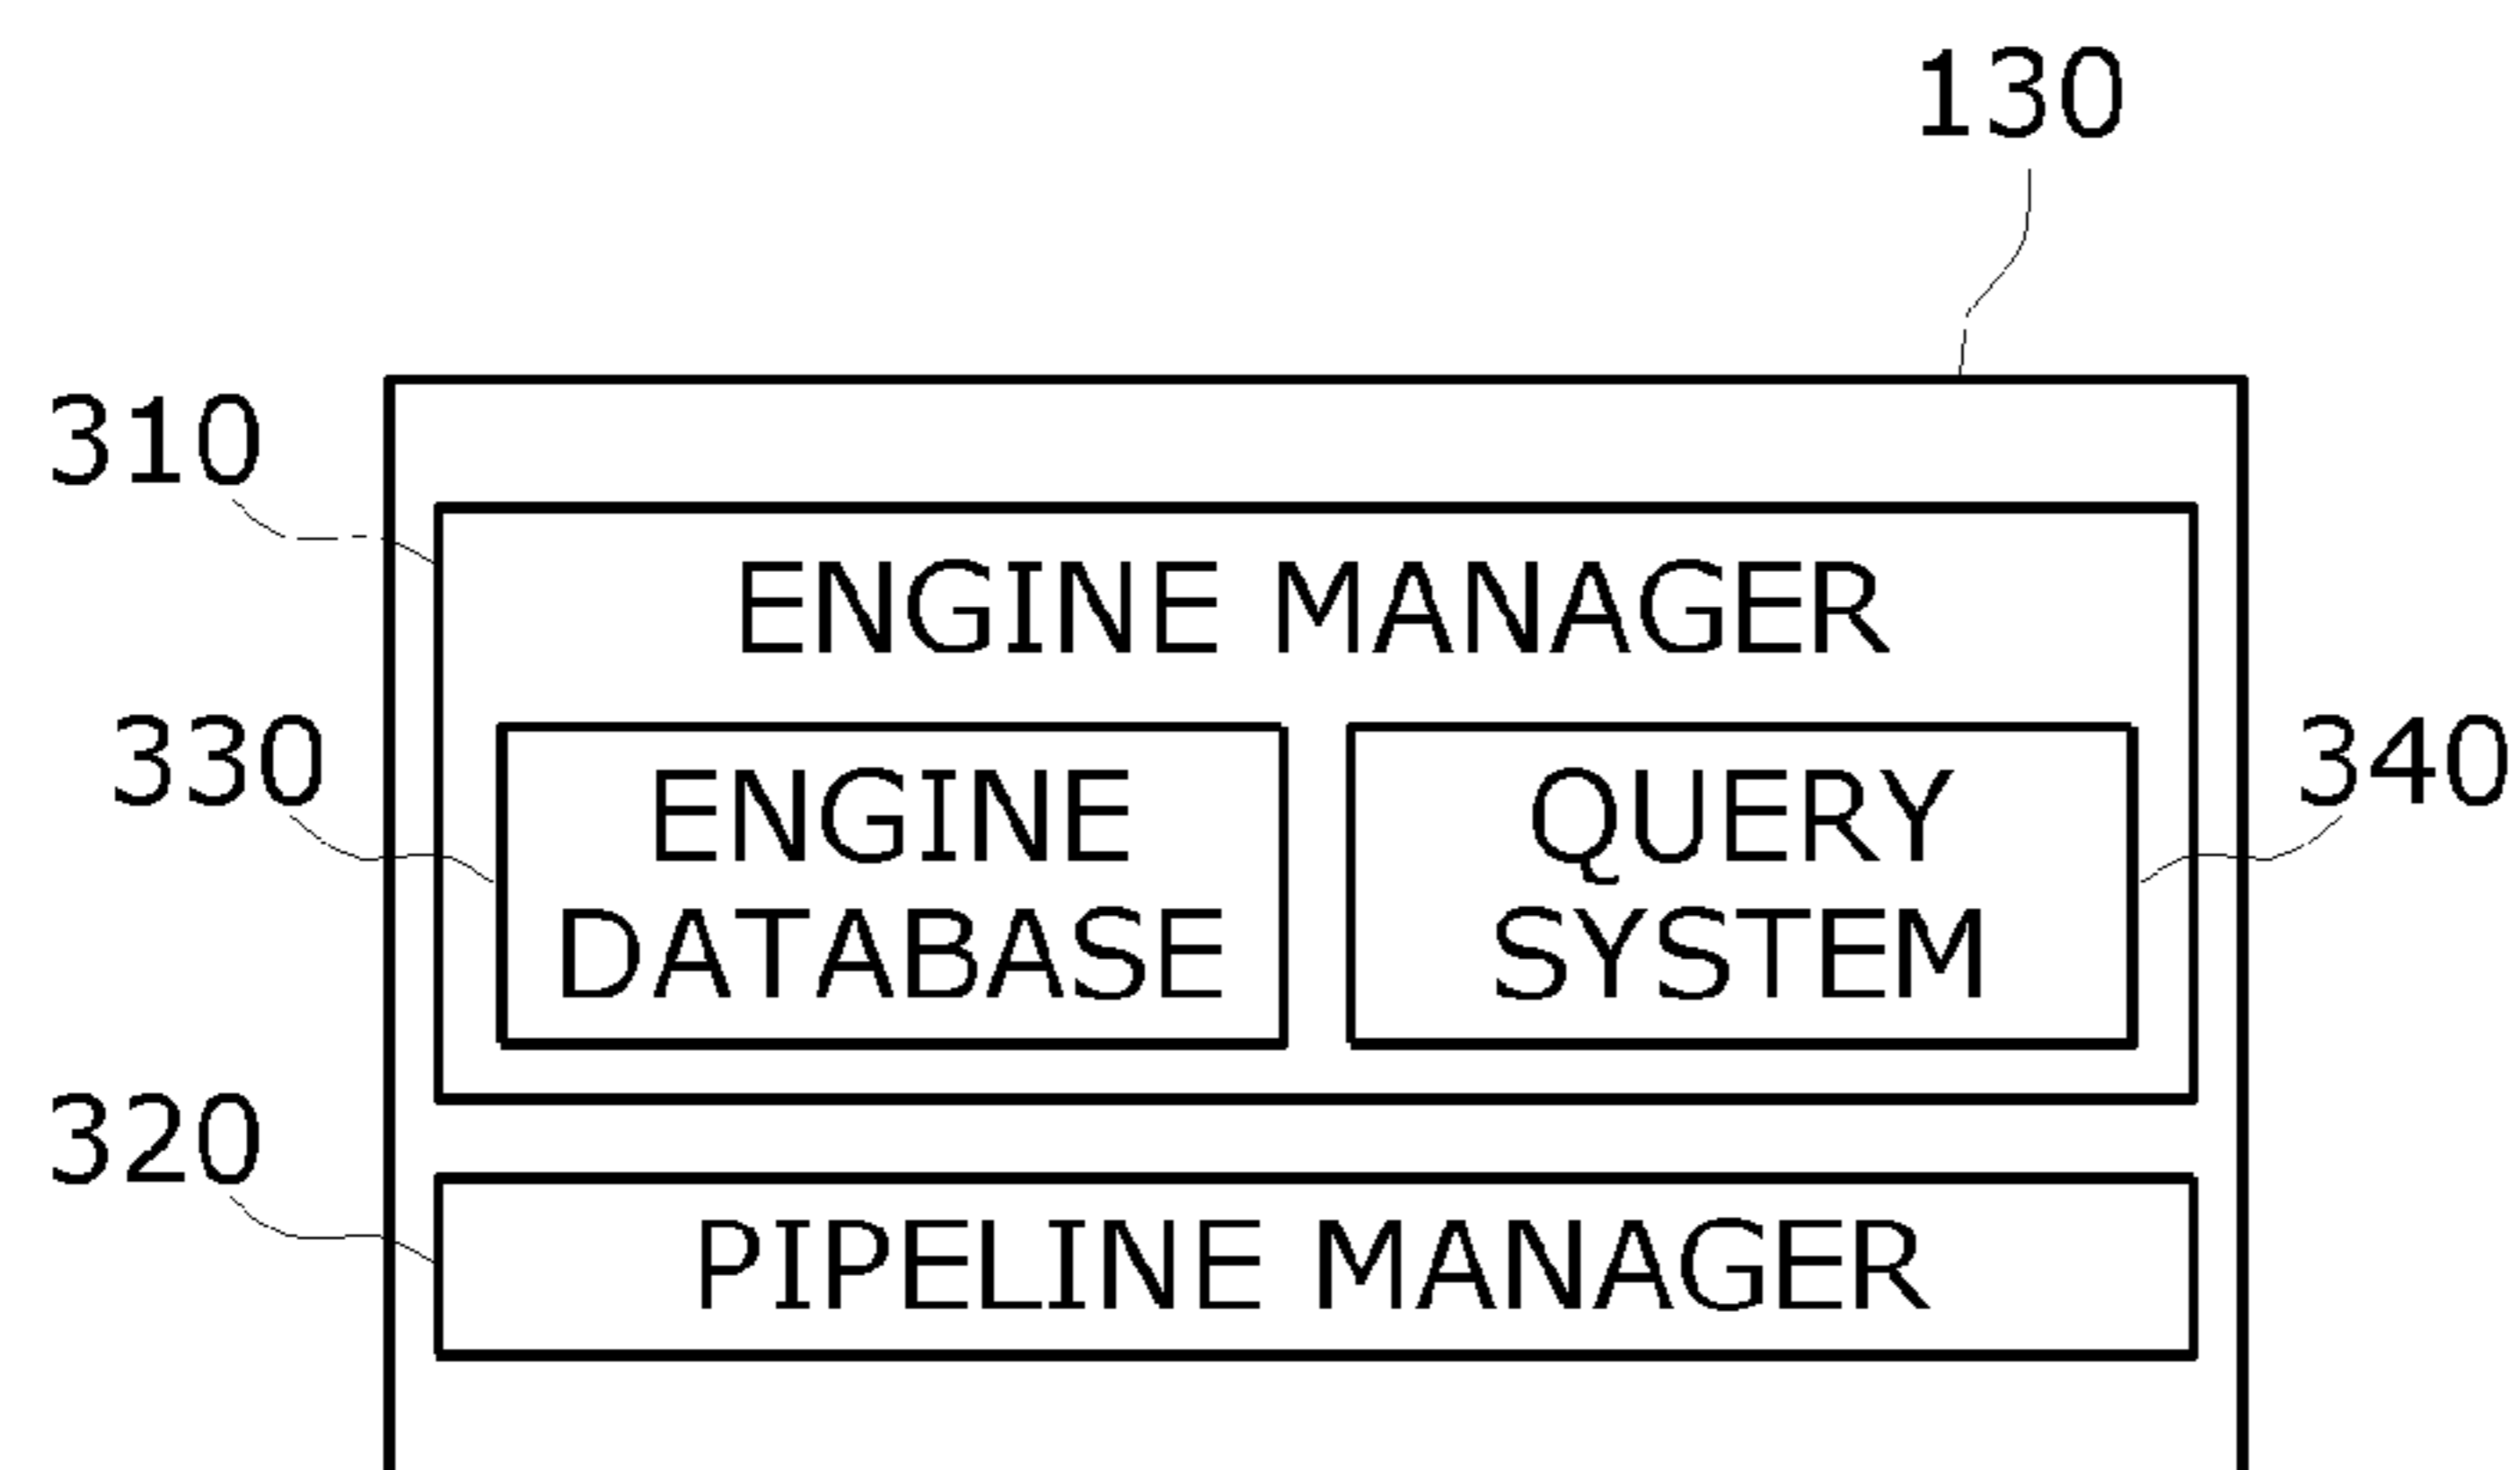 130
310
ENGINE MANAGER
330
ENGINE
DATABASE
QUERY
SYSTEM
340
320
PIPELINE MANAGER